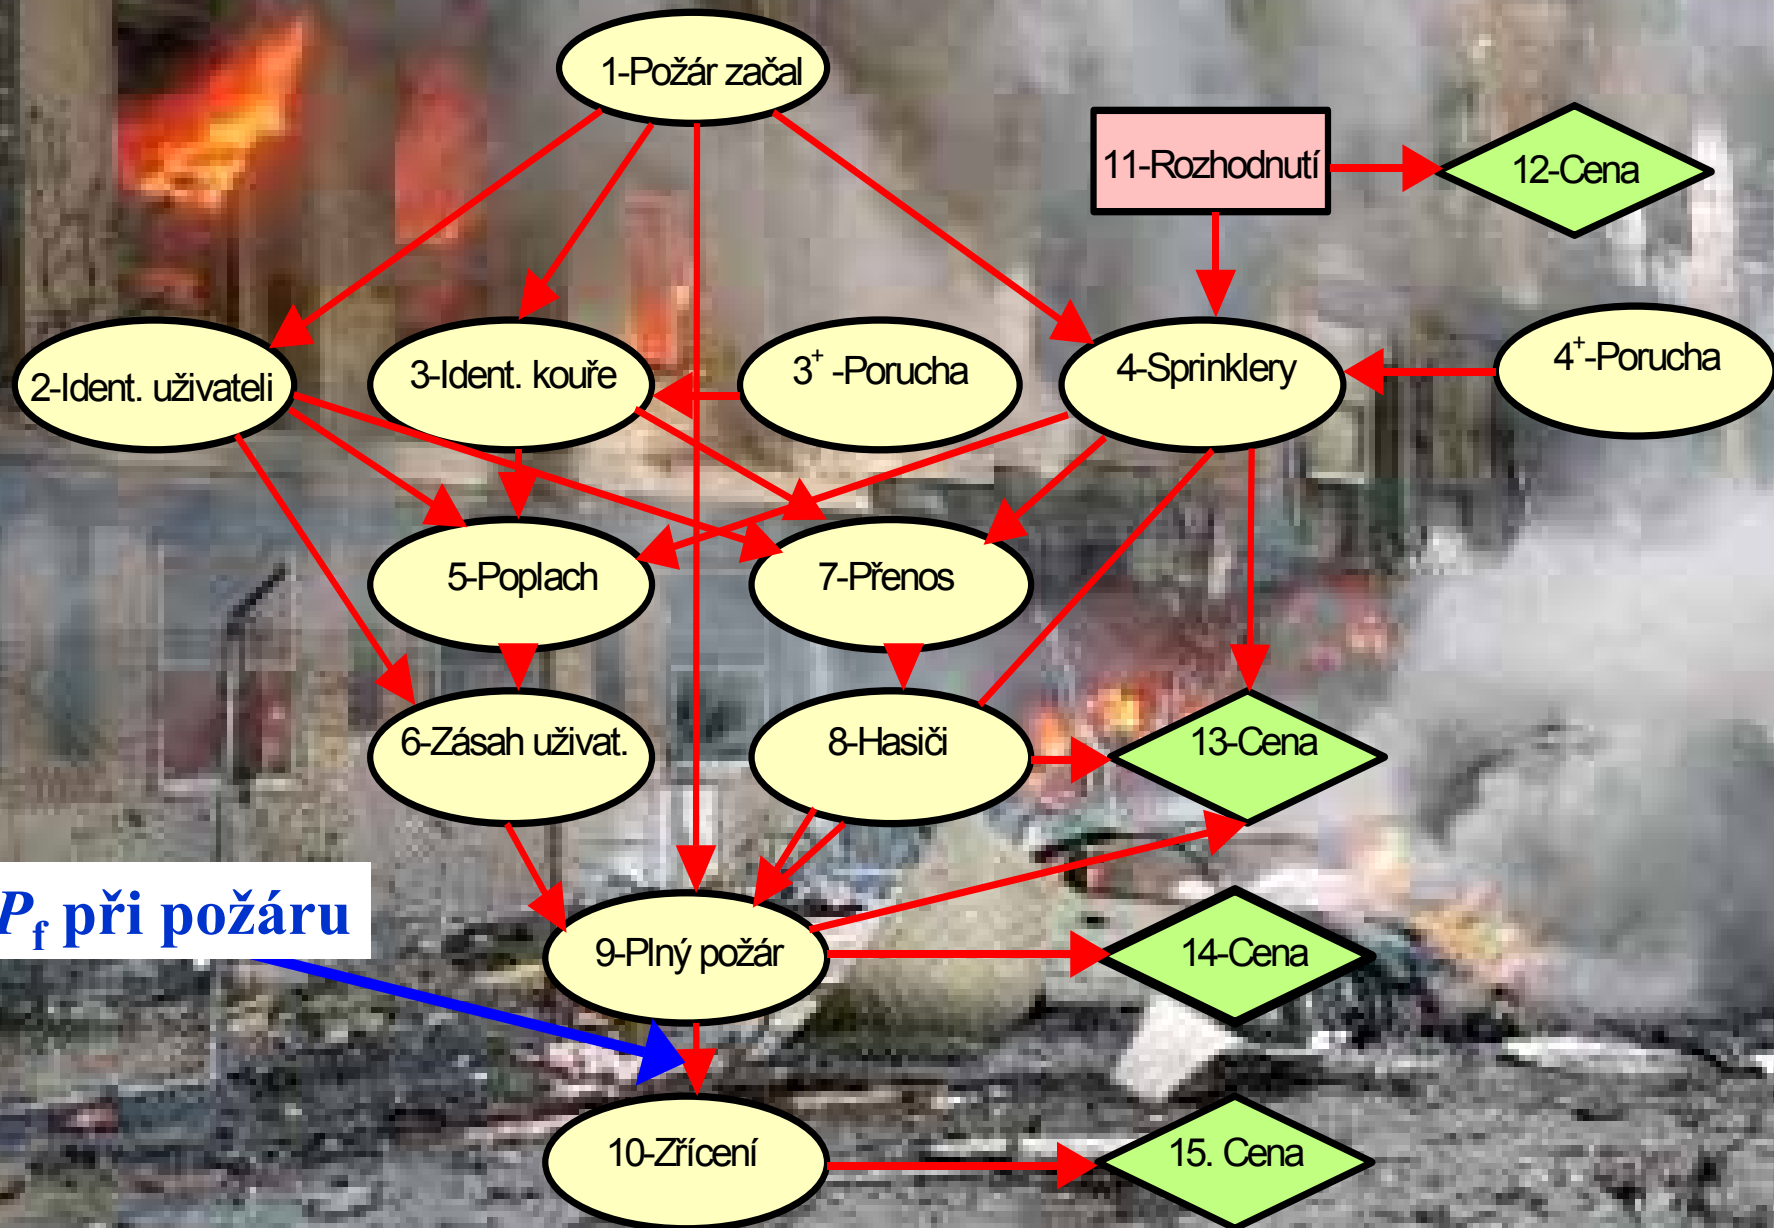 1-Požár začal
11-Rozhodnutí
12-Cena
2-Ident. uživateli
3-Ident. kouře
3⁺ -Porucha
4-Sprinklery
4⁺-Porucha
5-Poplach
7-Přenos
6-Zásah uživat.
8-Hasiči
13-Cena
P_f při požáru
9-Plný požár
14-Cena
10-Zřícení
15. Cena